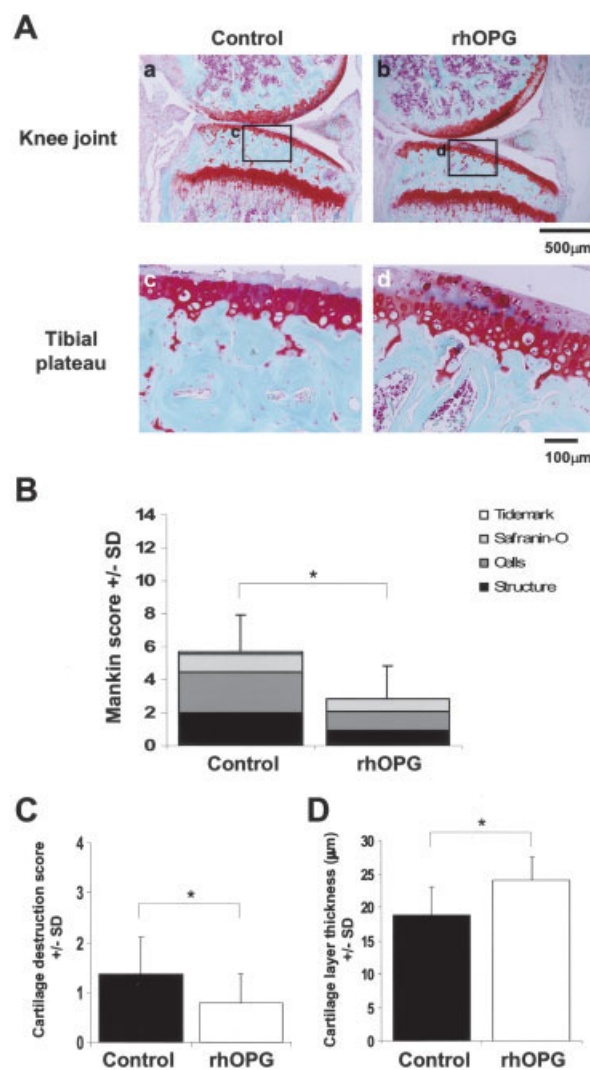 A
Control
rhOPG
a
b
Knee joint
c
d
500μm
c
d
Tibial
plateau
100μm
B
Mankin score +/- SD
14
12
10
8
6
4
2
0
*
Tidemark
Safranin-O
Cells
Structure
Control
rhOPG
C
Cartilage destruction score
+/- SD
4
3
2
1
0
*
Control
rhOPG
D
Cartilage layer thickness (μm)
+/- SD
30
25
20
15
10
5
0
*
Control
rhOPG